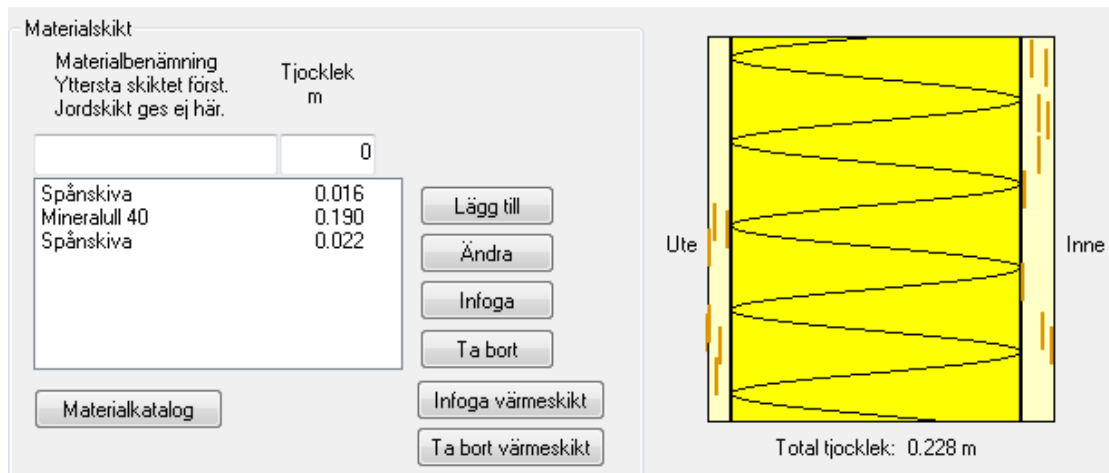 Materialskikt
Materialbenämning
Yttersta skiktet först.
Jordskikt ges ej här.
Tjocklek
m
0
Spånskiva 0.016
Mineralull 40 0.190
Spånskiva 0.022
Lägg till
Ändra
Infoga
Ta bort
Materialkatalog
Infoga värmeskikt
Ta bort värmeskikt
Ute
Inne
Total tjocklek: 0.228 m